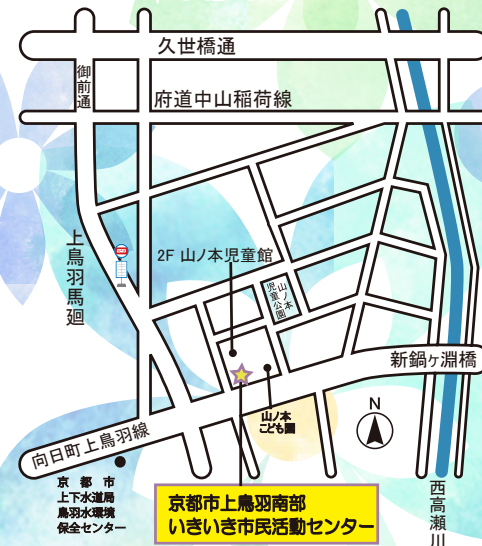 久世橋通
御前通
府道中山稲荷線
上鳥羽馬廻
2F 山ノ本児童館
山ノ本
児童公園
新鍋ヶ淵橋
山ノ本
こども園
N
向日町上鳥羽線
京都市
上下水道局
鳥羽水環境
保全センター
京都市上鳥羽南部
いきいき市民活動センター
西高瀬川